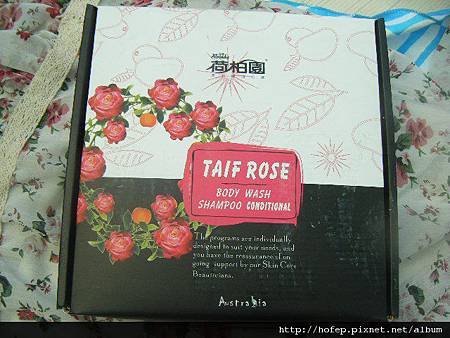 荷柏園
TAIF ROSE
BODY WASH
SHAMPOO CONDITIONAL
The programs are individually
designed to suit your needs, and
you have the reassurance of on
going support by our Skin Care
Beauticians.
Australia
http://hofep.pixnet.net/album